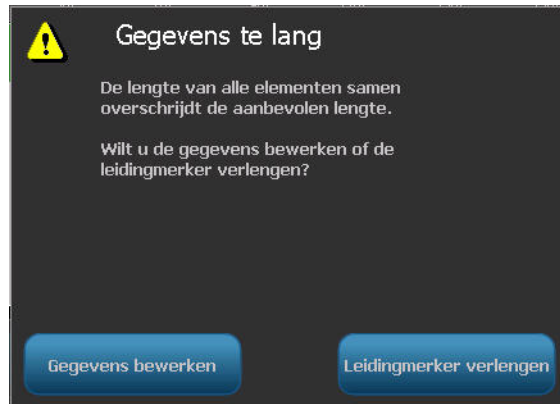 Gegevens te lang
De lengte van alle elementen samen
overschrijdt de aanbevolen lengte.
Wilt u de gegevens bewerken of de
leidingmerker verlengen?
Gegevens bewerken
Leidingmerker verlengen